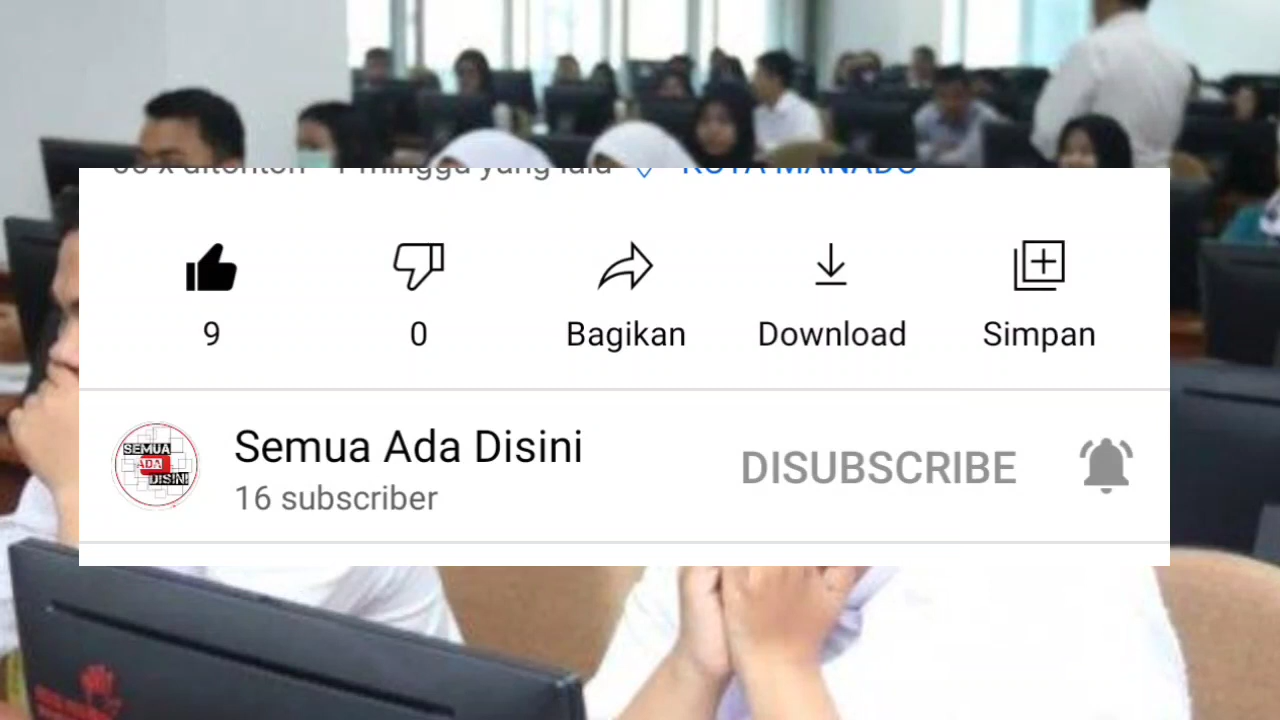 9
0
Bagikan
Download
Simpan
SEMUA
ADA
DISINI
Semua Ada Disini
16 subscriber
DISUBSCRIBE